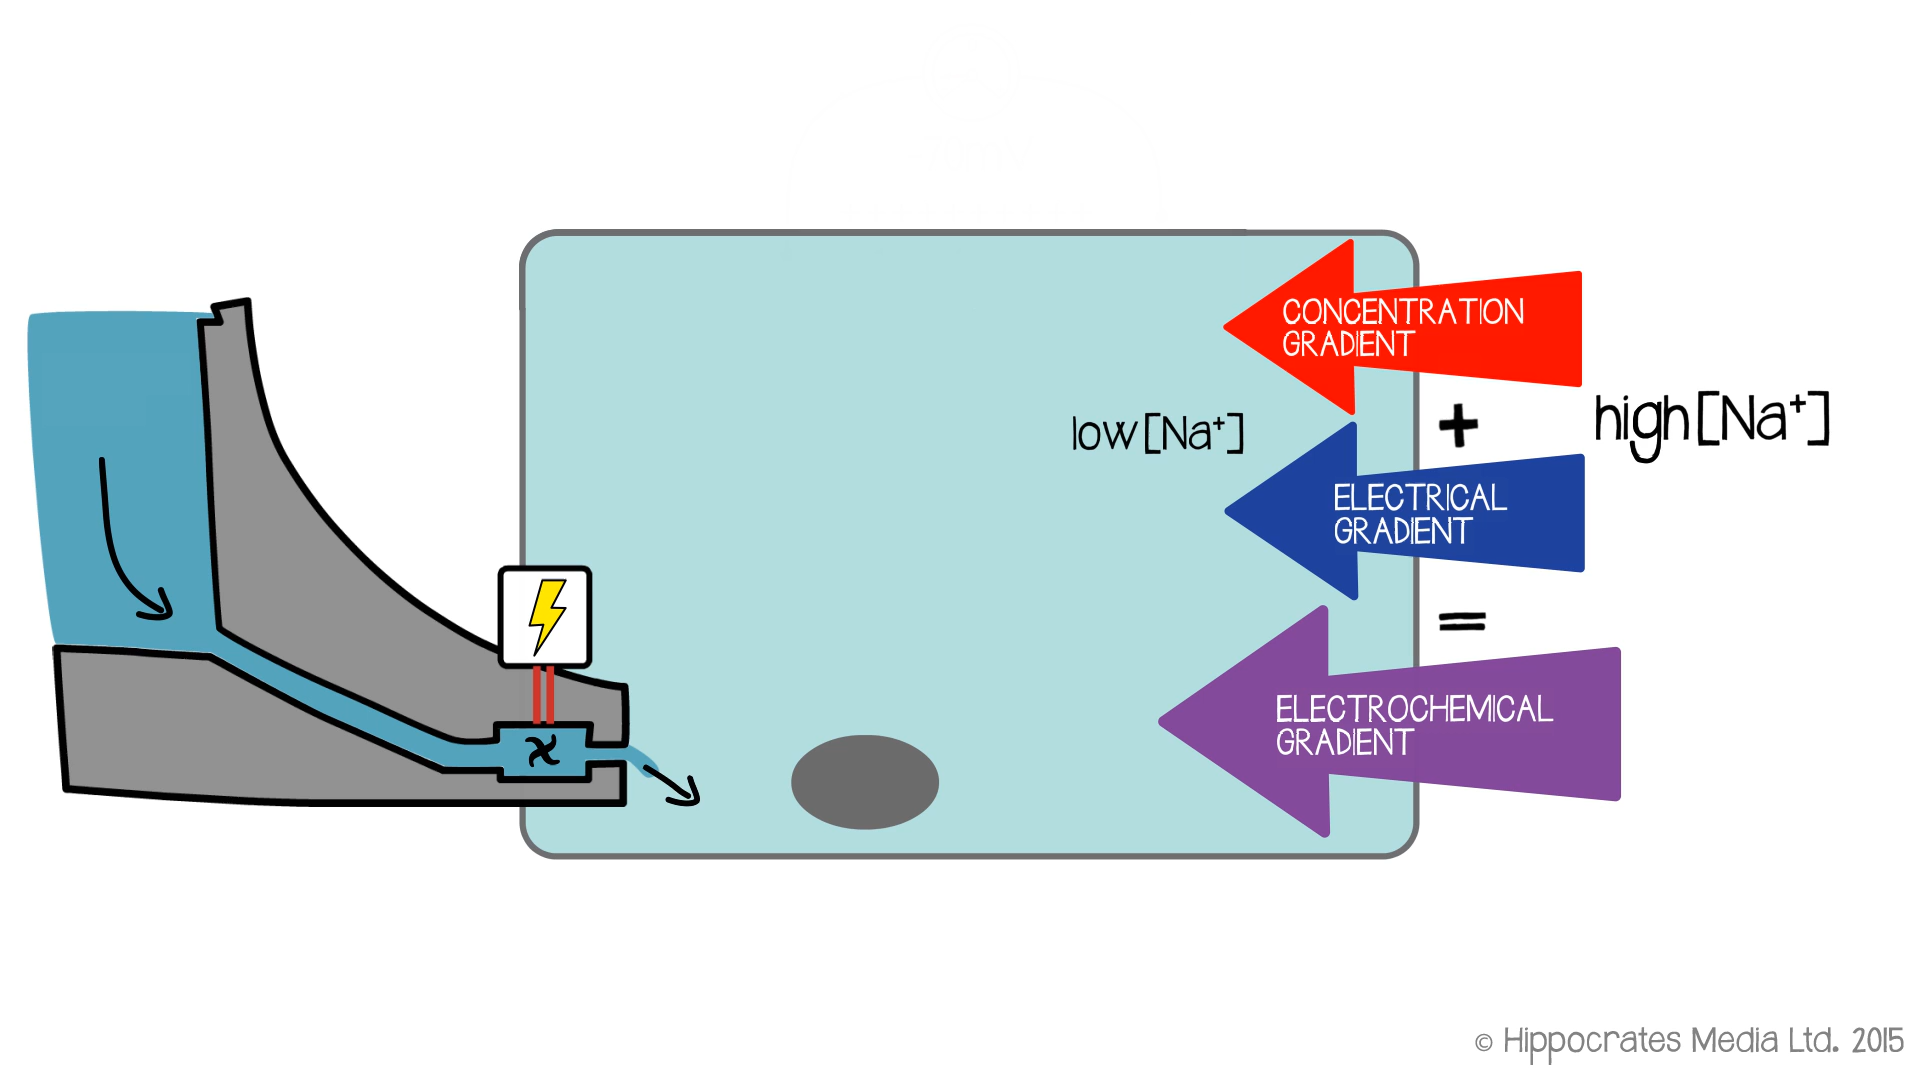 CONCENTRATION
GRADIENT
low[Na⁺]
+
high[Na⁺]
ELECTRICAL
GRADIENT
=
ELECTROCHEMICAL
GRADIENT
© Hippocrates Media Ltd. 2015